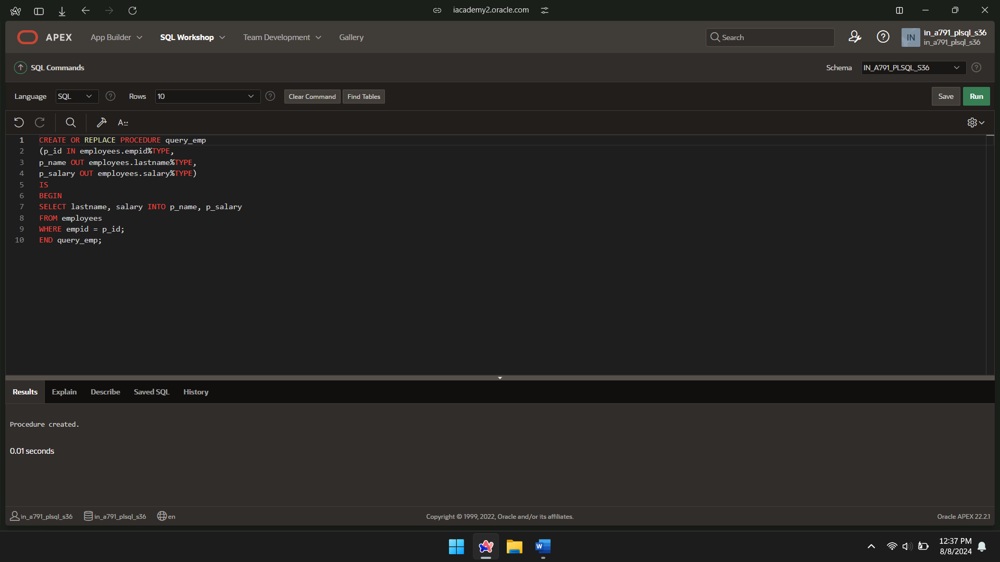 iacademy2.oracle.com
APEX App Builder SQL Workshop Team Development Gallery Search IN in_a791_plsql_s36
in_a791_plsql_s36
SQL Commands Schema IN_A791_PLSQL_S36
Language SQL Rows 10 Clear Command Find Tables Save Run
A::
1 CREATE OR REPLACE PROCEDURE query_emp
2 (p_id IN employees.empid%TYPE,
3 p_name OUT employees.lastname%TYPE,
4 p_salary OUT employees.salary%TYPE)
5 IS
6 BEGIN
7 SELECT lastname, salary INTO p_name, p_salary
8 FROM employees
9 WHERE empid = p_id;
10 END query_emp;
Results Explain Describe Saved SQL History
Procedure created.
0.01 seconds
in_a791_plsql_s36 in_a791_plsql_s36 en Copyright © 1999, 2022, Oracle and/or its affiliates. Oracle APEX 22.2.1
W 12:37 PM
8/8/2024